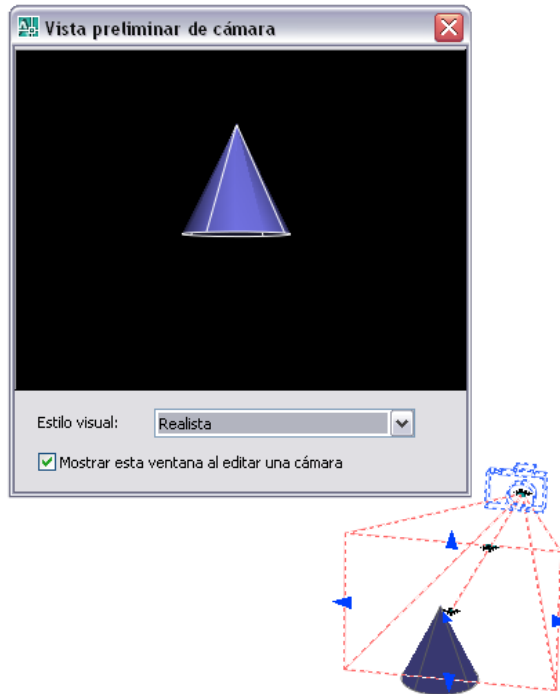 Vista preliminar de cámara
Estilo visual: Realista
Mostrar esta ventana al editar una cámara